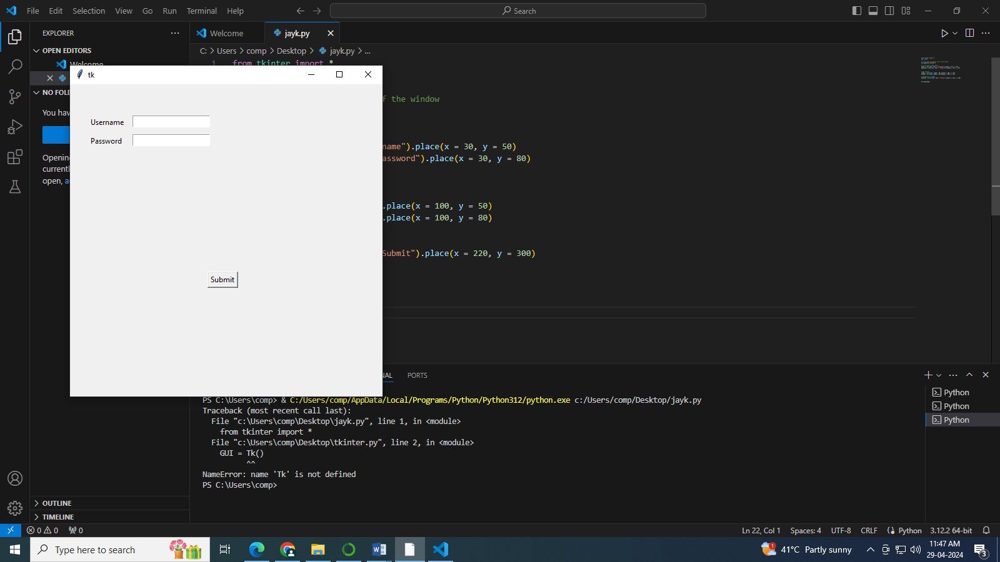 File Edit Selection View Go Run Terminal Help
Search
EXPLORER
OPEN EDITORS
Welcome
NO FOLD
You hav
Opening
currentl
open, a
OUTLINE
TIMELINE
Welcome
jayk.py
C: > Users > comp > Desktop > jayk.py > ...
1 from tkinter import *
f the window
name").place(x = 30, y = 50)
assword").place(x = 30, y = 80)
.place(x = 100, y = 50)
.place(x = 100, y = 80)
Submit").place(x = 220, y = 300)
tk
Username
Password
Submit
NAL PORTS
PS C:\Users\comp> & C:/Users/comp/AppData/Local/Programs/Python/Python312/python.exe c:/Users/comp/Desktop/jayk.py
Traceback (most recent call last):
File "c:\Users\comp\Desktop\jayk.py", line 1, in <module>
from tkinter import *
File "c:\Users\comp\Desktop\tkinter.py", line 2, in <module>
GUI = Tk()
^^
NameError: name 'Tk' is not defined
PS C:\Users\comp>
Python
Python
Python
0 0 0
Ln 22, Col 1 Spaces: 4 UTF-8 CRLF Python 3.12.2 64-bit
Type here to search
1
41°C Partly sunny
11:47 AM
29-04-2024
3